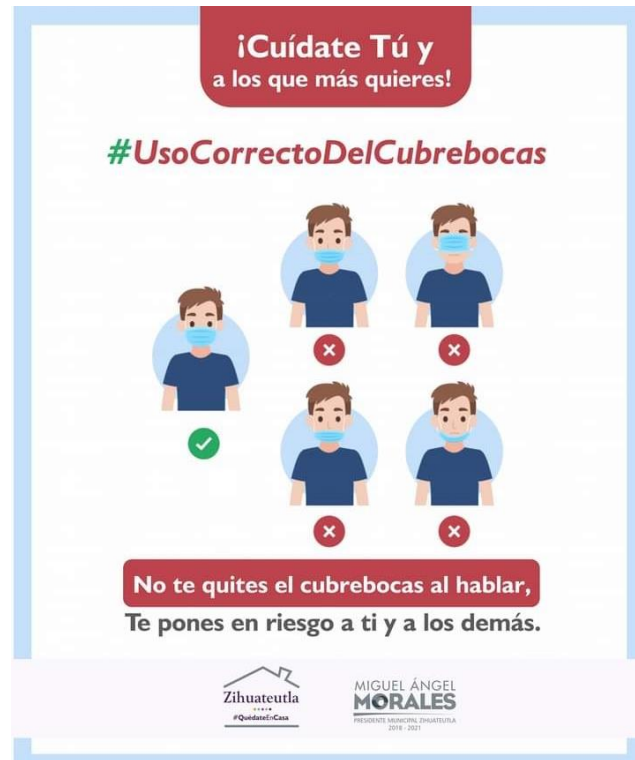 ¡Cuídate Tú y
a los que más quieres!
#UsoCorrectoDelCubrebocas
No te quites el cubrebocas al hablar,
Te pones en riesgo a ti y a los demás.
Zihuateutla
#QuédateEnCasa
MIGUEL ÁNGEL
MORALES
PRESIDENTE MUNICIPAL ZIHUATEUTLA
2018 - 2021